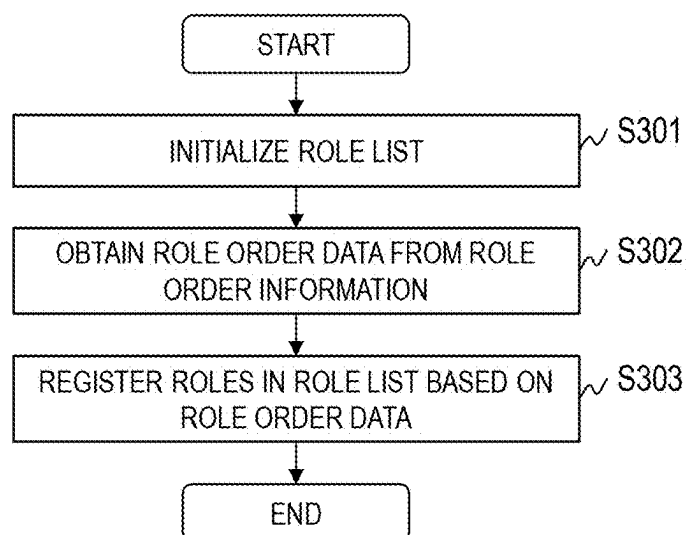 START
INITIALIZE ROLE LIST
S301
OBTAIN ROLE ORDER DATA FROM ROLE
ORDER INFORMATION
S302
REGISTER ROLES IN ROLE LIST BASED ON
ROLE ORDER DATA
S303
END